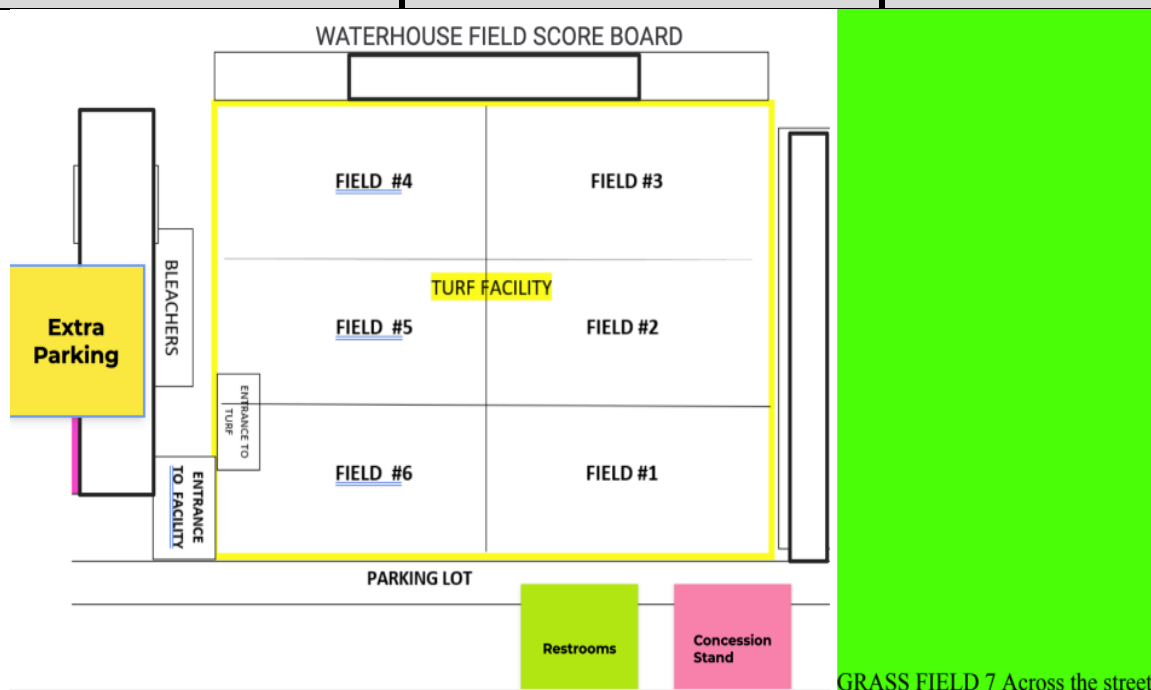 WATERHOUSE FIELD SCORE BOARD
FIELD #4
FIELD #3
TURF FACILITY
BLEACHERS
Extra
Parking
FIELD #5
FIELD #2
ENTRANCE TO
TURF
FIELD #6
FIELD #1
ENTRANCE
TO FACILITY
PARKING LOT
Restrooms
Concession
Stand
GRASS FIELD 7 Across the street